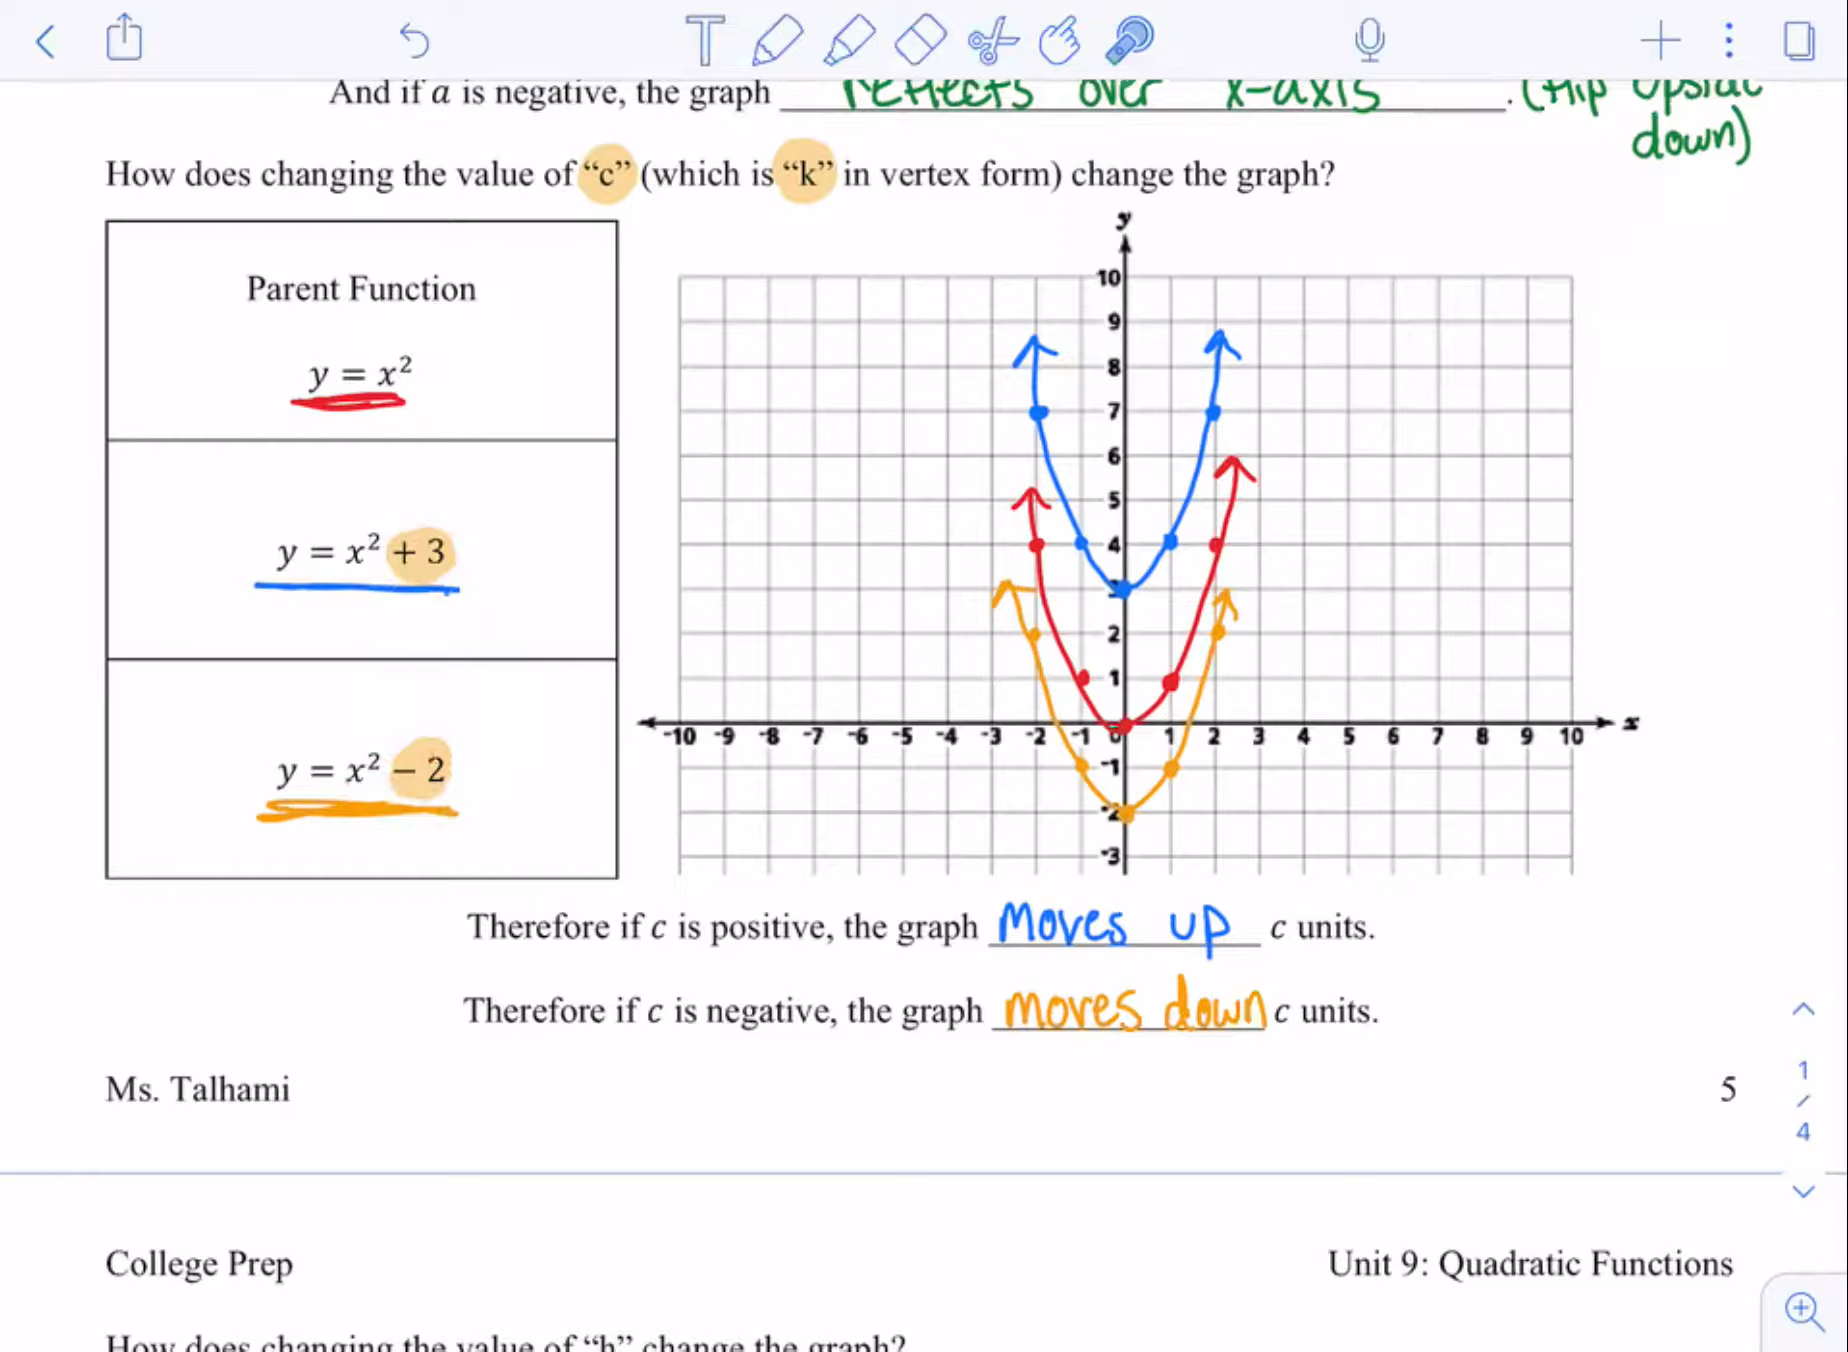 And if a is negative, the graph reflects over x-axis. (flip upside down)
How does changing the value of “c” (which is “k” in vertex form) change the graph?
Parent Function
y = x²
y = x² + 3
y = x² − 2
y
10
9
8
7
6
5
4
3
2
1
-10 -9 -8 -7 -6 -5 -4 -3 -2 -1 0 1 2 3 4 5 6 7 8 9 10 x
-1
-2
-3
Therefore if c is positive, the graph moves up c units.
Therefore if c is negative, the graph moves down c units.
Ms. Talhami
5
1
/
4
College Prep
Unit 9: Quadratic Functions
How does changing the value of “h” change the graph?